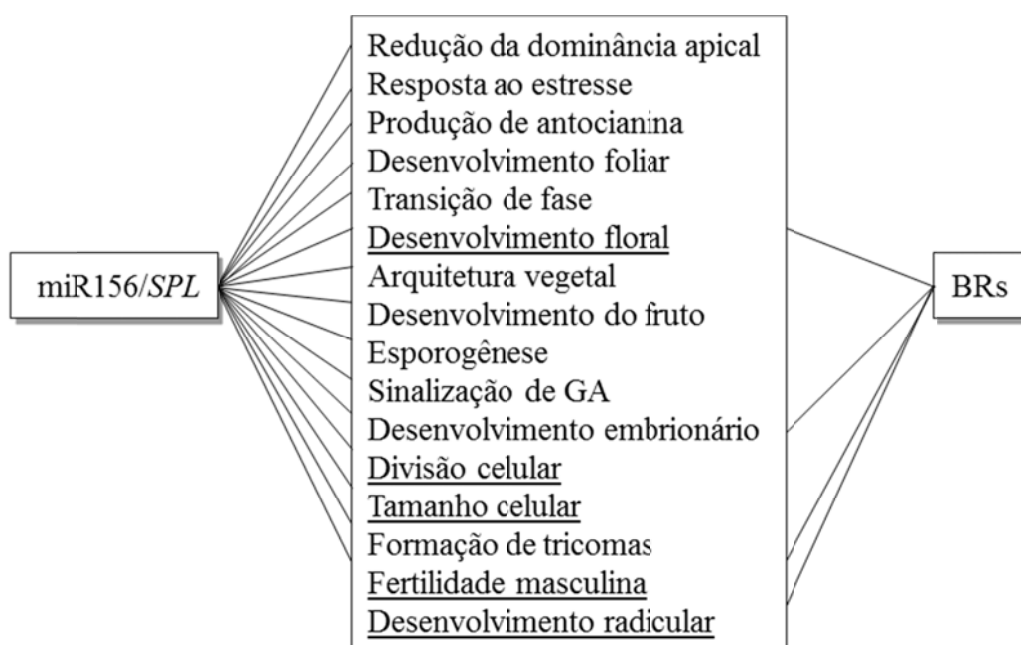 Redução da dominância apical
Resposta ao estresse
Produção de antocianina
Desenvolvimento foliar
Transição de fase
Desenvolvimento floral
miR156/SPL
Arquitetura vegetal
BRs
Desenvolvimento do fruto
Esporogênese
Sinalização de GA
Desenvolvimento embrionário
Divisão celular
Tamanho celular
Formação de tricomas
Fertilidade masculina
Desenvolvimento radicular